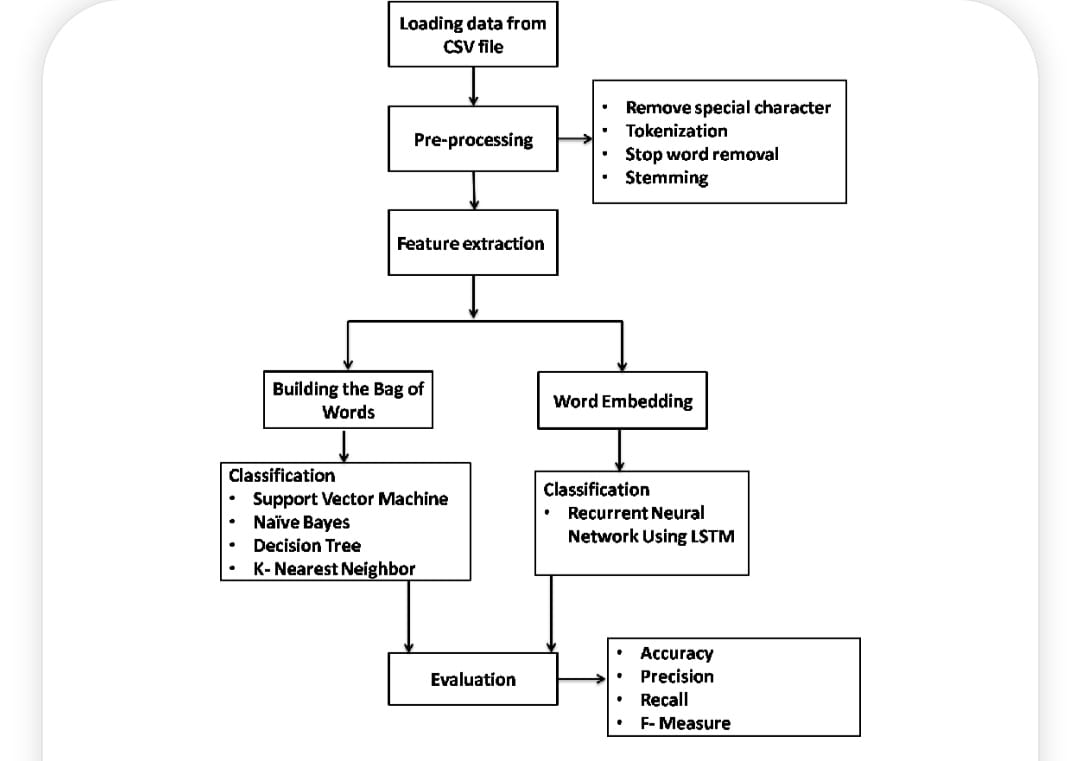 Loading data from
CSV file
Pre-processing
• Remove special character
• Tokenization
• Stop word removal
• Stemming
Feature extraction
Building the Bag of
Words
Word Embedding
Classification
• Support Vector Machine
• Naïve Bayes
• Decision Tree
• K- Nearest Neighbor
Classification
• Recurrent Neural
Network Using LSTM
Evaluation
• Accuracy
• Precision
• Recall
• F- Measure